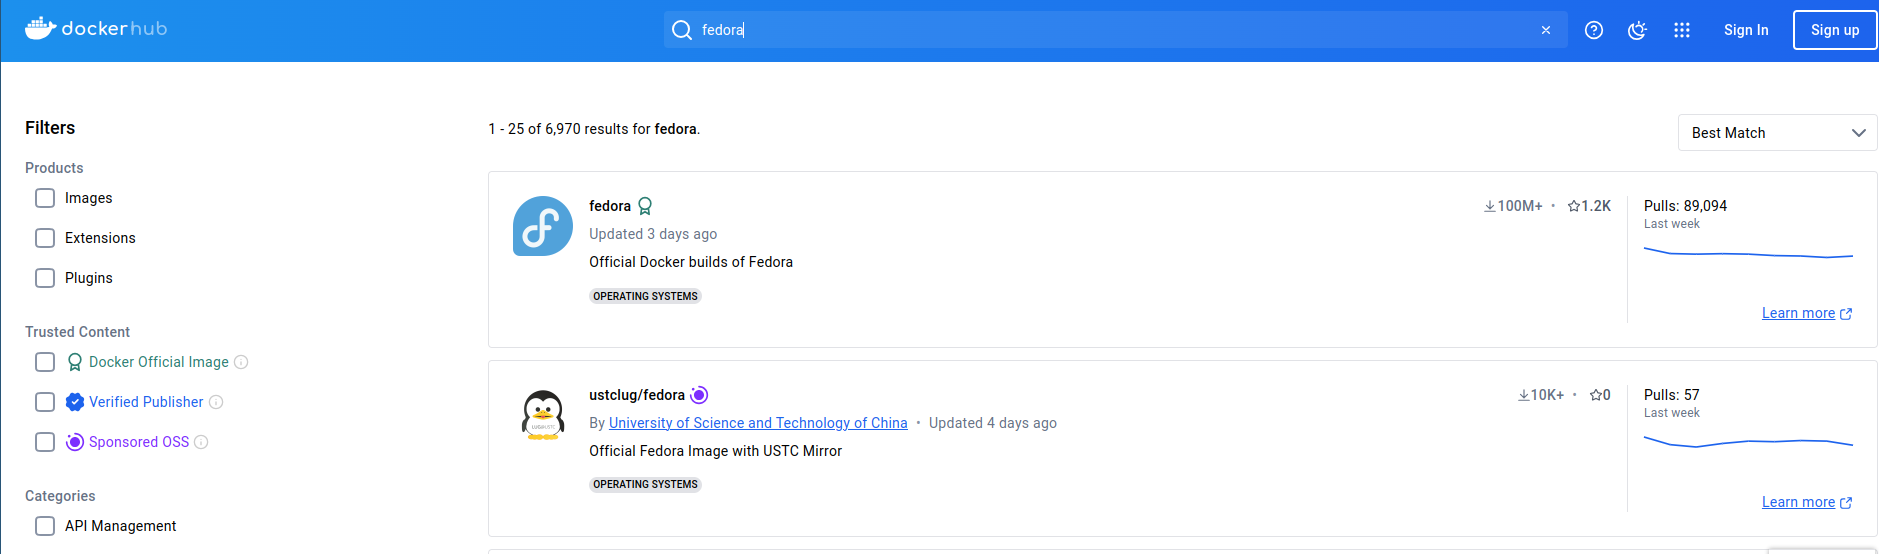 dockerhub
fedora
Sign In
Sign up
Filters
Products
Images
Extensions
Plugins
Trusted Content
Docker Official Image
Verified Publisher
Sponsored OSS
Categories
API Management
1 - 25 of 6,970 results for fedora.
Best Match
fedora
100M+ • 1.2K
Updated 3 days ago
Official Docker builds of Fedora
OPERATING SYSTEMS
Pulls: 89,094
Last week
Learn more
ustclug/fedora
10K+ • 0
By University of Science and Technology of China • Updated 4 days ago
Official Fedora Image with USTC Mirror
OPERATING SYSTEMS
Pulls: 57
Last week
Learn more